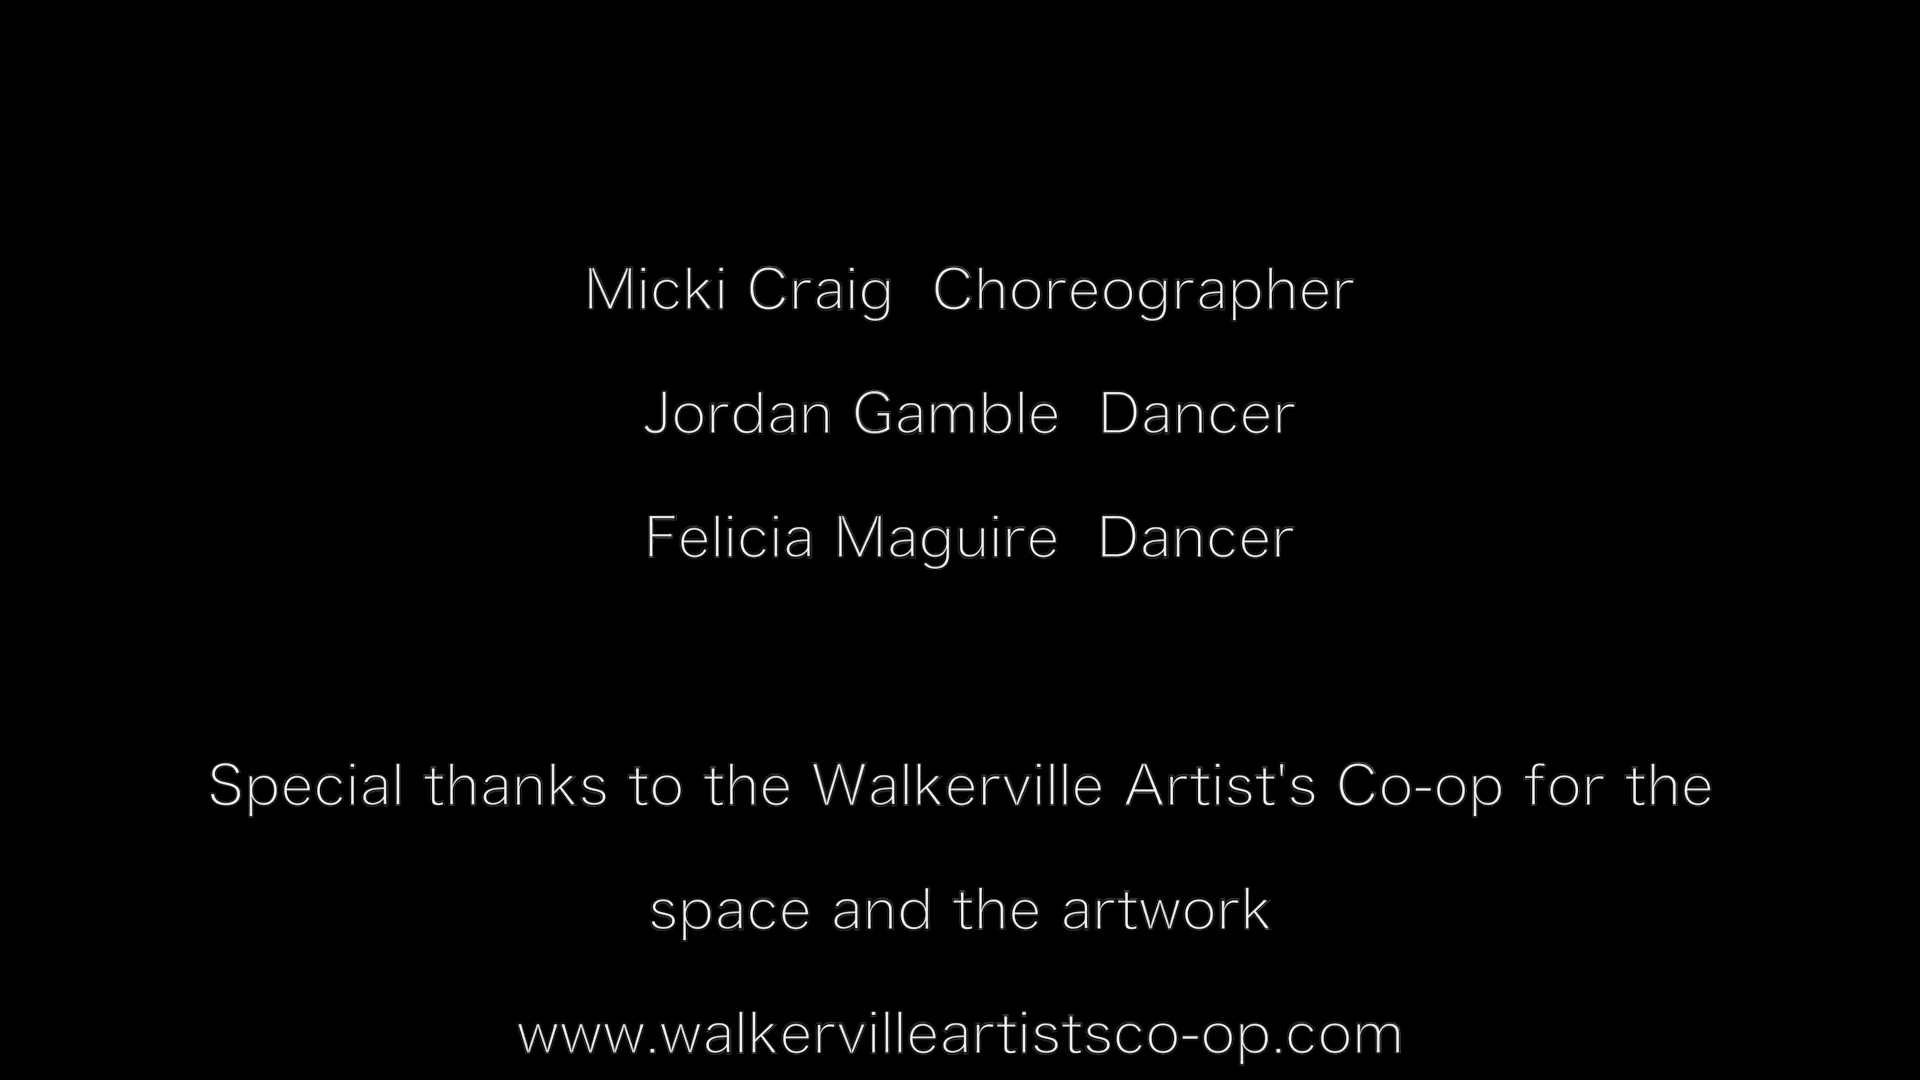 Micki Craig  Choreographer
Jordan Gamble  Dancer
Felicia Maguire  Dancer
Special thanks to the Walkerville Artist's Co-op for the
space and the artwork
www.walkervilleartistsco-op.com